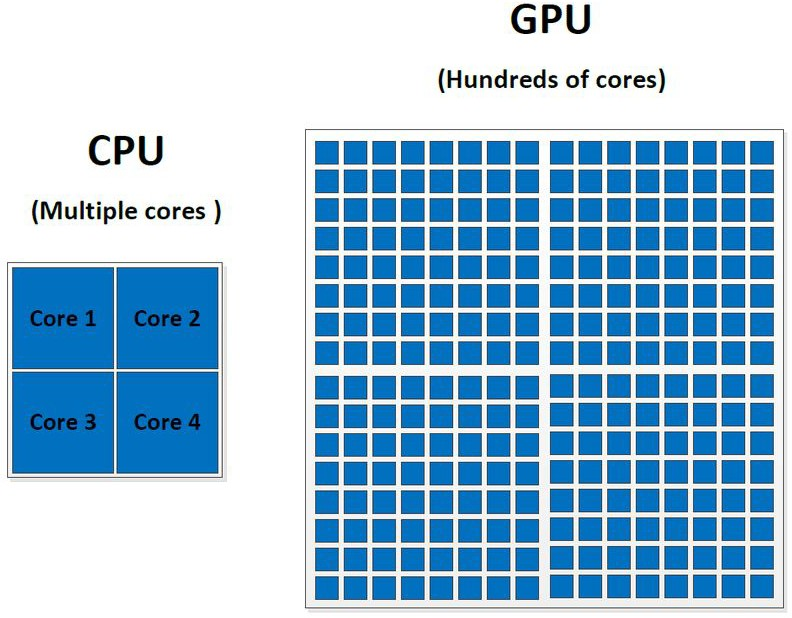 CPU
(Multiple cores )
Core 1
Core 2
Core 3
Core 4
GPU
(Hundreds of cores)